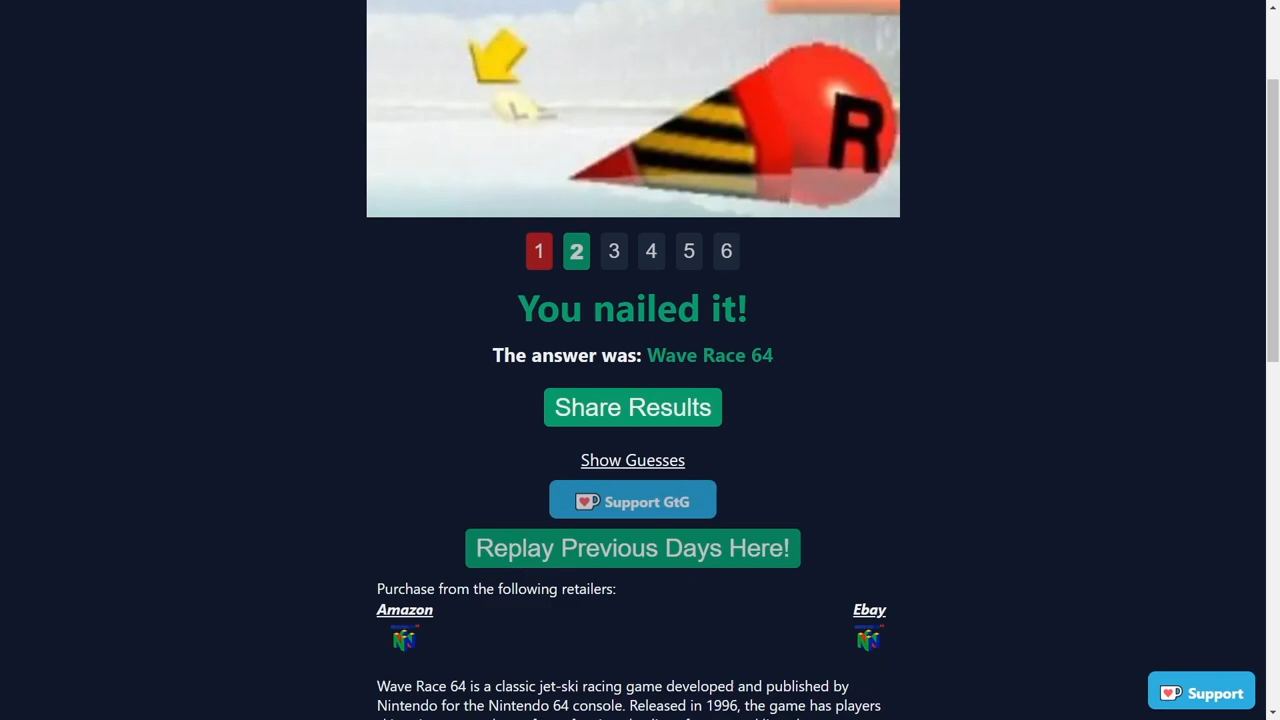 L
R
1 2 3 4 5 6
You nailed it!
The answer was: Wave Race 64
Share Results
Show Guesses
Support GtG
Replay Previous Days Here!
Purchase from the following retailers:
Amazon Ebay
Wave Race 64 is a classic jet-ski racing game developed and published by
Nintendo for the Nintendo 64 console. Released in 1996, the game has players
Support